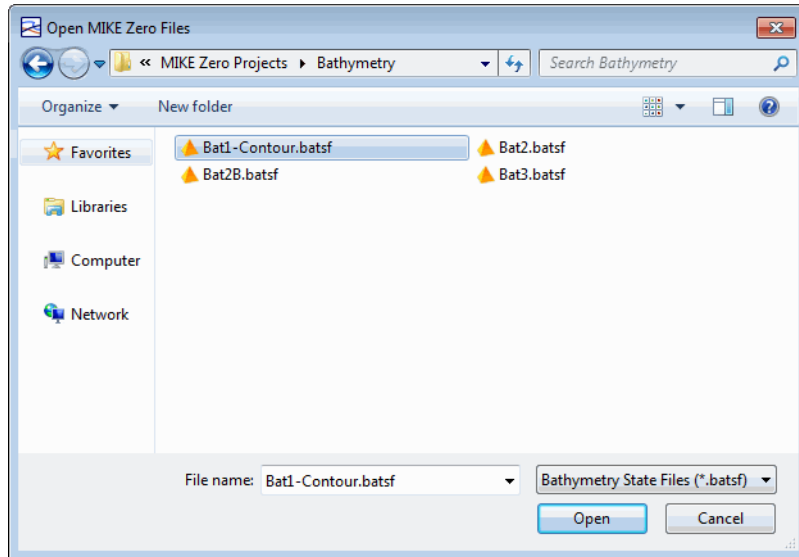 Open MIKE Zero Files
« MIKE Zero Projects Bathymetry Search Bathymetry
Organize New folder
Favorites Bat1-Contour.batsf Bat2.batsf
Bat2B.batsf Bat3.batsf
Libraries
Computer
Network
File name: Bat1-Contour.batsf Bathymetry State Files (*.batsf)
Open Cancel